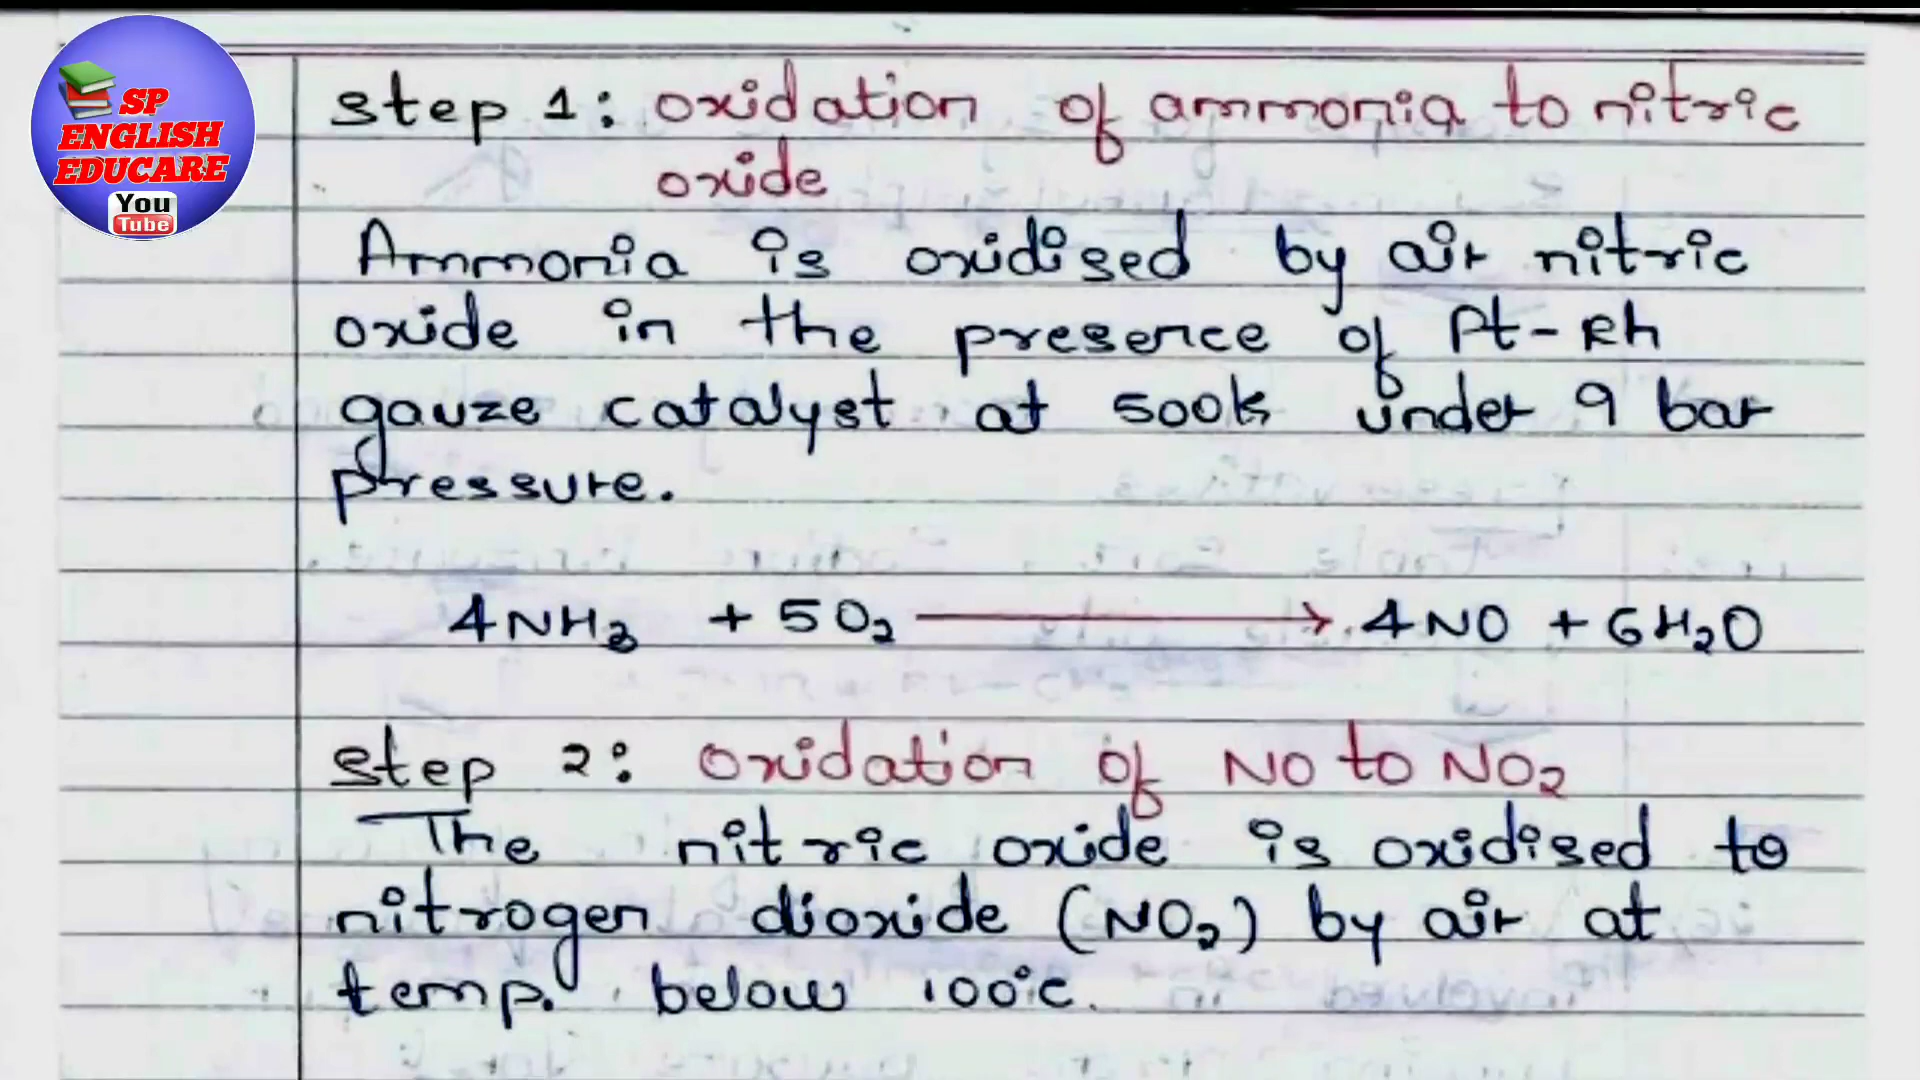 SP
ENGLISH
EDUCARE
You
Tube
Step 1: Oxidation of ammonia to nitric
oxide
Ammonia is oxidised by air nitric
oxide in the presence of Pt-Rh
gauze catalyst at 500k under 9 bar
pressure.
4NH₃ + 5O₂ ⟶ 4NO + 6H₂O
Step 2: Oxidation of NO to NO₂
The nitric oxide is oxidised to
nitrogen dioxide (NO₂) by air at
temp. below 100°c.